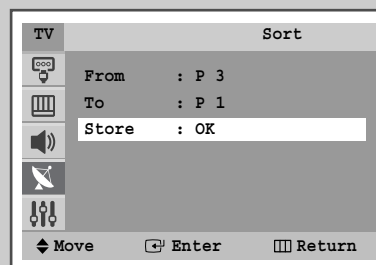 TV Sort
From : P 3
To : P 1
Store : OK
Move Enter Return